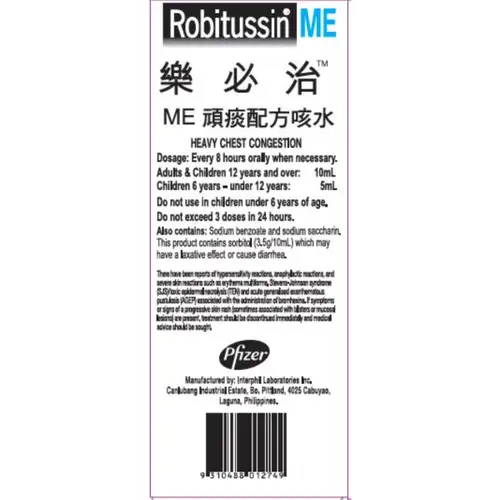 Robitussin® ME
樂必治™
ME 頑痰配方咳水
HEAVY CHEST CONGESTION
Dosage: Every 8 hours orally when necessary.
Adults & Children 12 years and over: 10mL
Children 6 years – under 12 years: 5mL
Do not use in children under 6 years of age.
Do not exceed 3 doses in 24 hours.
Also contains: Sodium benzoate and sodium saccharin.
This product contains sorbitol (3.5g/10mL) which may
have a laxative effect or cause diarrhea.
There have been reports of hypersensitivity reactions, anaphylactic reactions, and
severe skin reactions such as erythema multiforme, Stevens-Johnson syndrome
(SJS)/toxic epidermal necrolysis (TEN) and acute generalised exanthematous
pustulosis (AGEP) associated with the administration of bromhexine. If symptoms
or signs of a progressive skin rash (sometimes associated with blisters or mucosal
lesions) are present, treatment should be discontinued immediately and medical
advice should be sought.
Pfizer
Manufactured by: Interphil Laboratories Inc.
Canlubang Industrial Estate, Bo. Pittland, 4025 Cabuyao,
Laguna, Philippines.
9 310488 012749